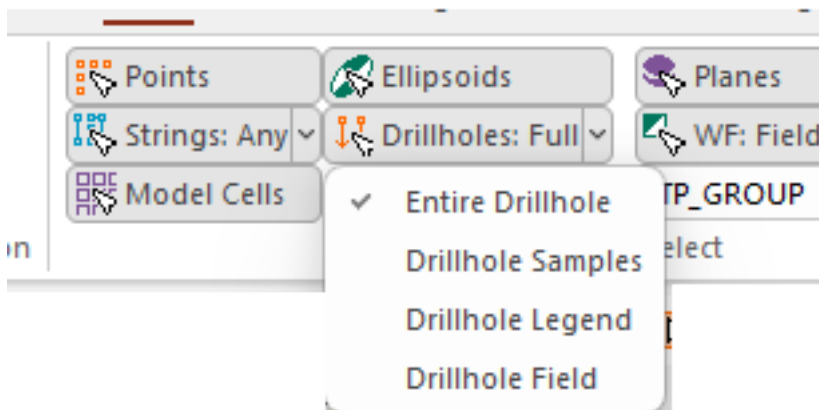 Points
Ellipsoids
Planes
Strings: Any
Drillholes: Full
WF: Field
Model Cells
Entire Drillhole
TP_GROUP
on
Drillhole Samples
elect
Drillhole Legend
Drillhole Field